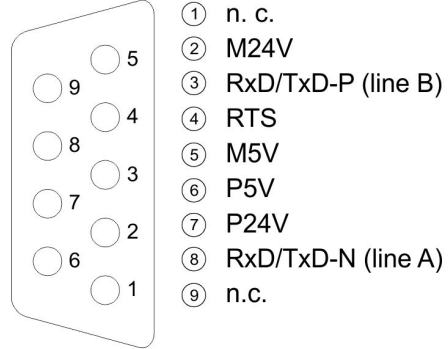 5
9
4
8
3
7
2
6
1
1 n. c.
2 M24V
3 RxD/TxD-P (line B)
4 RTS
5 M5V
6 P5V
7 P24V
8 RxD/TxD-N (line A)
9 n.c.